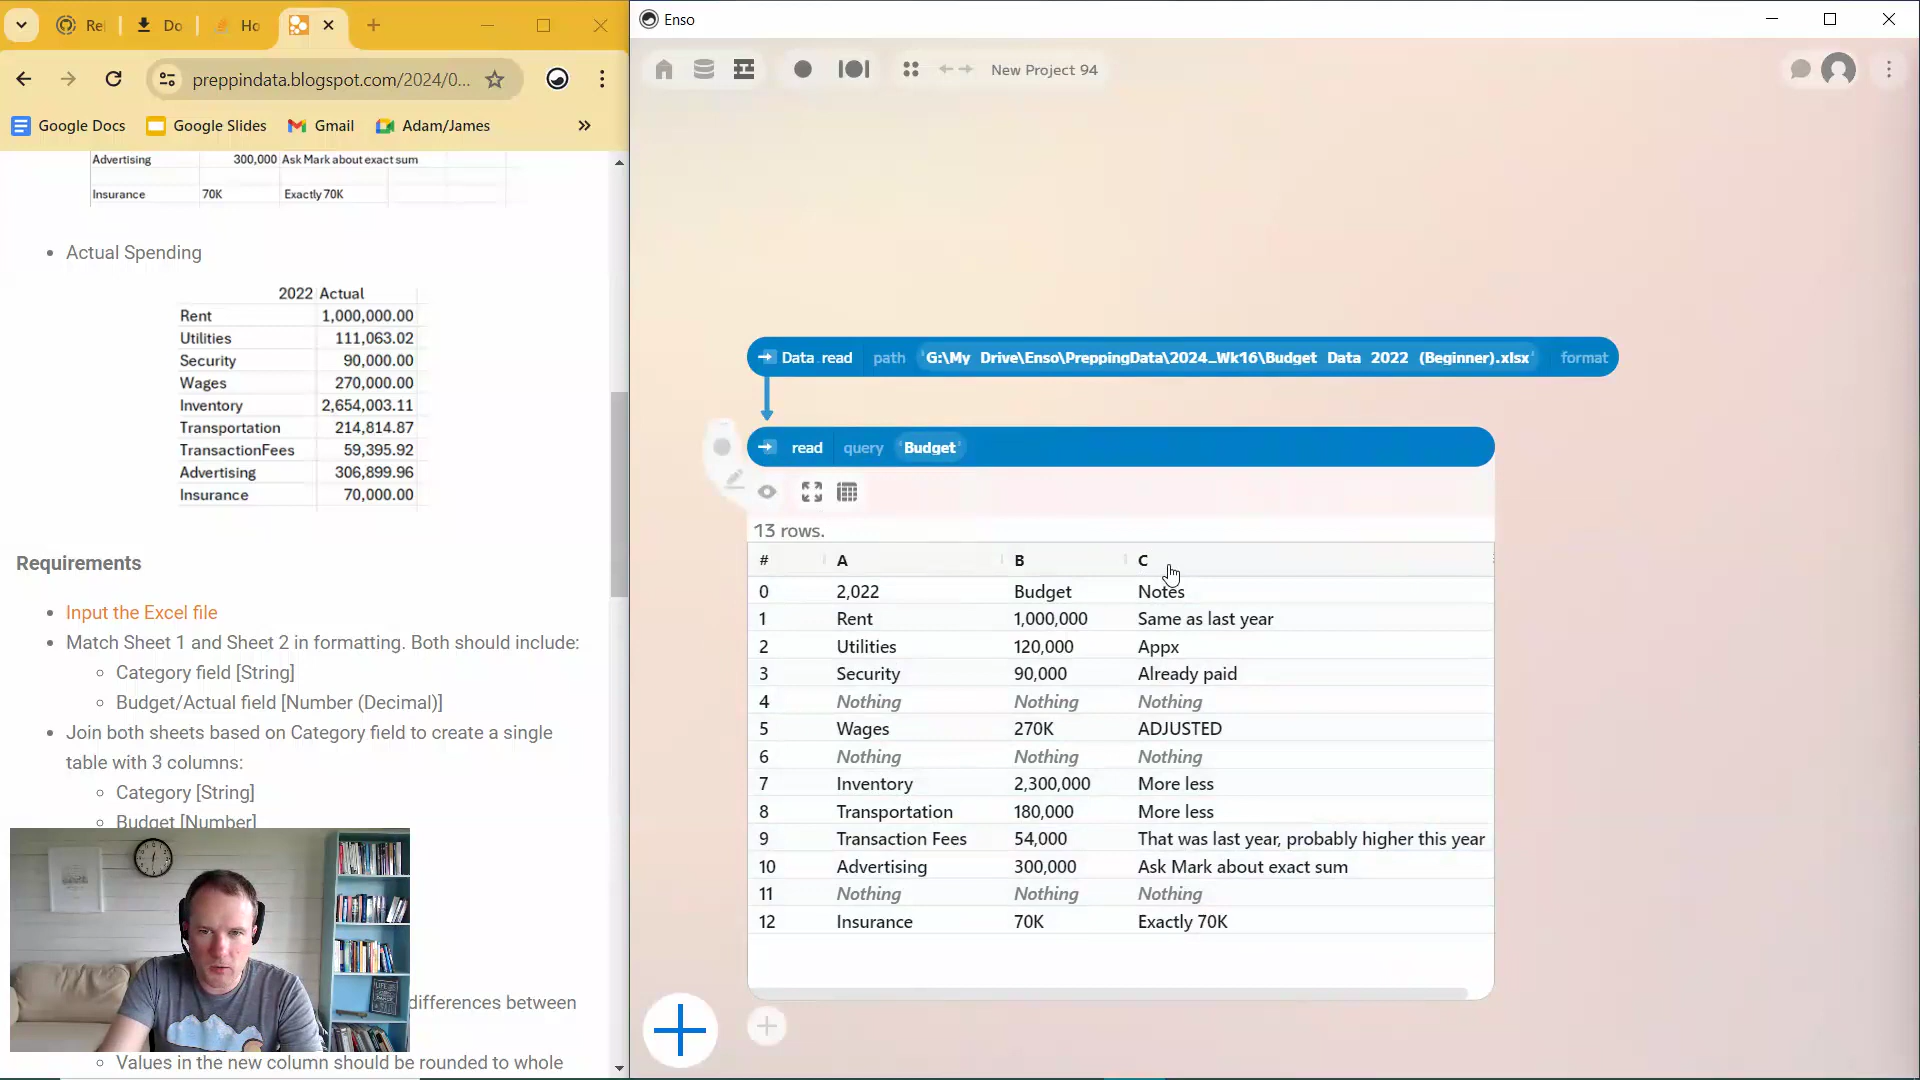 Re
Do
Ho
preppindata.blogspot.com/2024/0...
Google Docs
Google Slides
Gmail
Adam/James
Advertising 300,000 Ask Mark about exact sum
Insurance 70K Exactly 70K
Actual Spending
2022 Actual
Rent 1,000,000.00
Utilities 111,063.02
Security 90,000.00
Wages 270,000.00
Inventory 2,654,003.11
Transportation 214,814.87
TransactionFees 59,395.92
Advertising 306,899.96
Insurance 70,000.00
Requirements
Input the Excel file
Match Sheet 1 and Sheet 2 in formatting. Both should include:
Category field [String]
Budget/Actual field [Number (Decimal)]
Join both sheets based on Category field to create a single
table with 3 columns:
Category [String]
Budget [Number]
differences between
Values in the new column should be rounded to whole
Enso
New Project 94
Data.read path 'G:\My Drive\Enso\PreppingData\2024_Wk16\Budget Data 2022 (Beginner).xlsx' format
read query 'Budget'
13 rows.
# A B C
0 2,022 Budget Notes
1 Rent 1,000,000 Same as last year
2 Utilities 120,000 Appx
3 Security 90,000 Already paid
4 Nothing Nothing Nothing
5 Wages 270K ADJUSTED
6 Nothing Nothing Nothing
7 Inventory 2,300,000 More less
8 Transportation 180,000 More less
9 Transaction Fees 54,000 That was last year, probably higher this year
10 Advertising 300,000 Ask Mark about exact sum
11 Nothing Nothing Nothing
12 Insurance 70K Exactly 70K